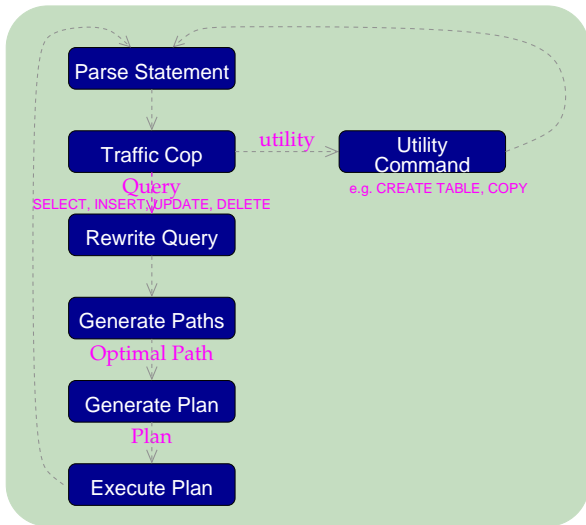 Parse Statement
Traffic Cop
utility
Utility
Command
Query
e.g. CREATE TABLE, COPY
SELECT, INSERT, UPDATE, DELETE
Rewrite Query
Generate Paths
Optimal Path
Generate Plan
Plan
Execute Plan